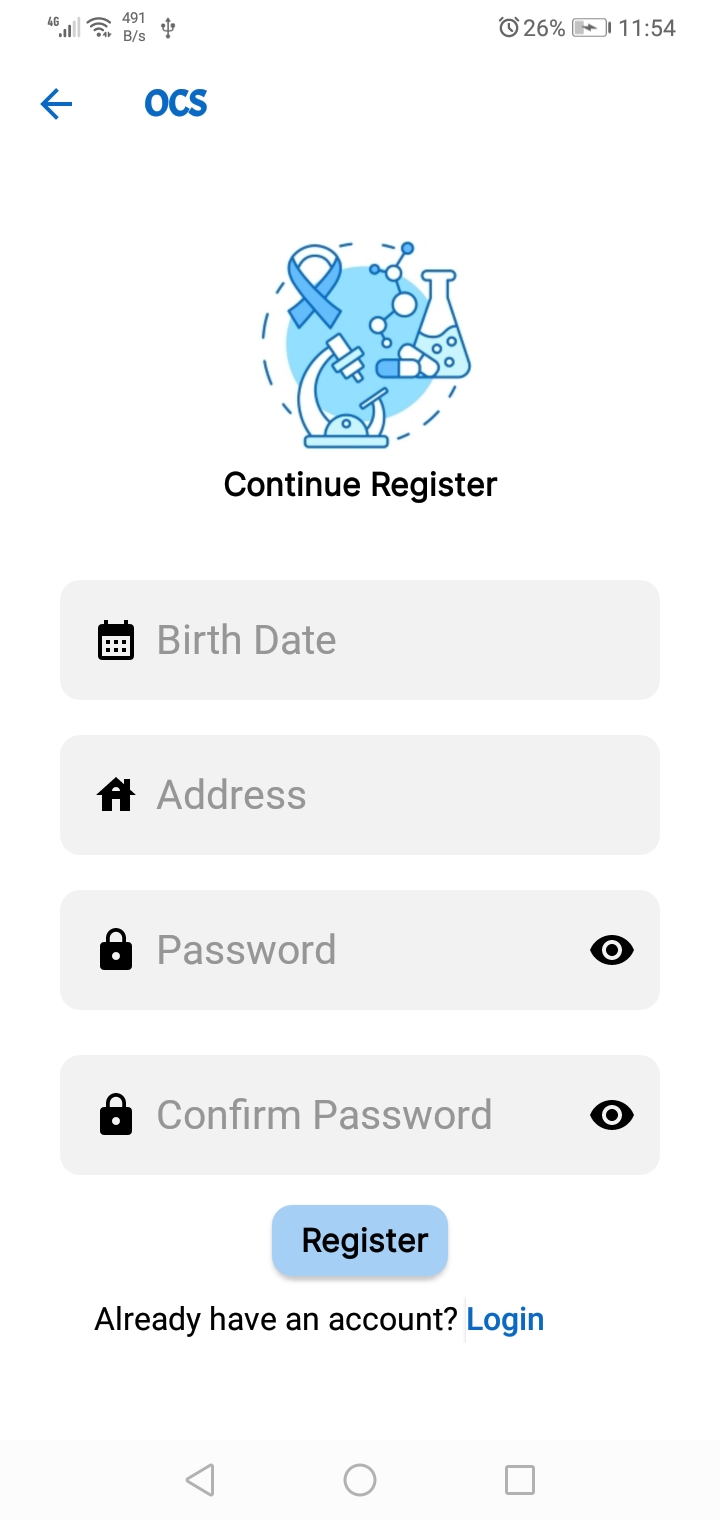 4G 491 B/s 26% 11:54
OCS
Continue Register
Birth Date
Address
Password
Confirm Password
Register
Already have an account? Login